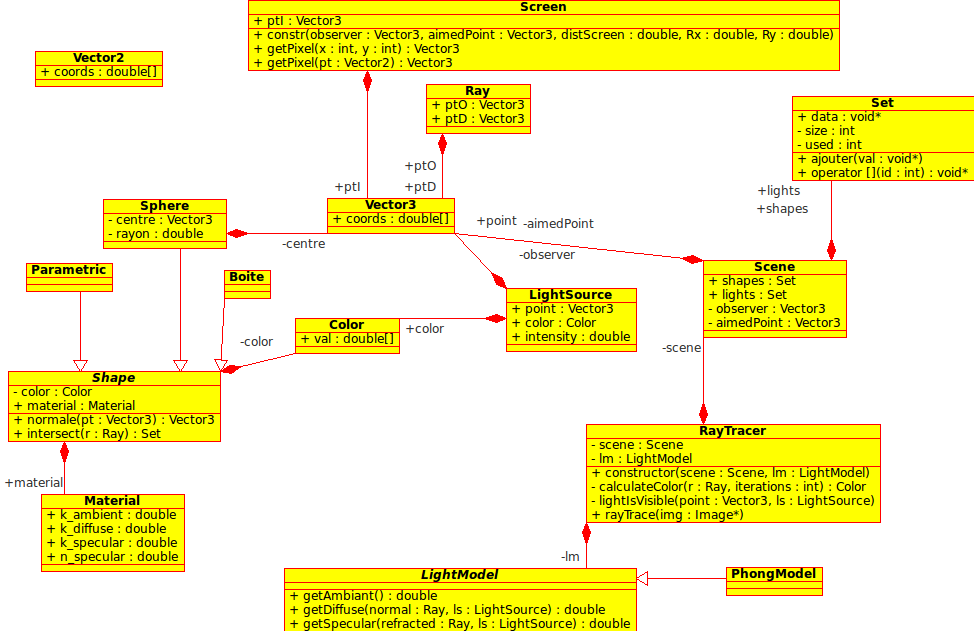 Screen
+ ptI : Vector3
+ constr(observer : Vector3, aimedPoint : Vector3, distScreen : double, Rx : double, Ry : double)
+ getPixel(x : int, y : int) : Vector3
+ getPixel(pt : Vector2) : Vector3
Vector2
+ coords : double[]
Ray
+ ptO : Vector3
+ ptD : Vector3
Set
+ data : void*
- size : int
- used : int
+ ajouter(val : void*)
+ operator [](id : int) : void*
+ptO
+ptI
+ptD
+lights
+shapes
Sphere
- centre : Vector3
- rayon : double
Vector3
+ coords : double[]
+point
-aimedPoint
-centre
-observer
Parametric
Boite
Scene
+ shapes : Set
+ lights : Set
- observer : Vector3
- aimedPoint : Vector3
LightSource
+ point : Vector3
+ color : Color
+ intensity : double
Color
+ val : double[]
+color
-color
-scene
Shape
- color : Color
+ material : Material
+ normale(pt : Vector3) : Vector3
+ intersect(r : Ray) : Set
+material
Material
+ k_ambient : double
+ k_diffuse : double
+ k_specular : double
+ n_specular : double
RayTracer
- scene : Scene
- lm : LightModel
+ constructor(scene : Scene, lm : LightModel)
- calculateColor(r : Ray, iterations : int) : Color
- lightIsVisible(point : Vector3, ls : LightSource)
+ rayTrace(img : Image*)
-lm
LightModel
+ getAmbiant() : double
+ getDiffuse(normal : Ray, ls : LightSource) : double
+ getSpecular(refracted : Ray, ls : LightSource) : double
PhongModel